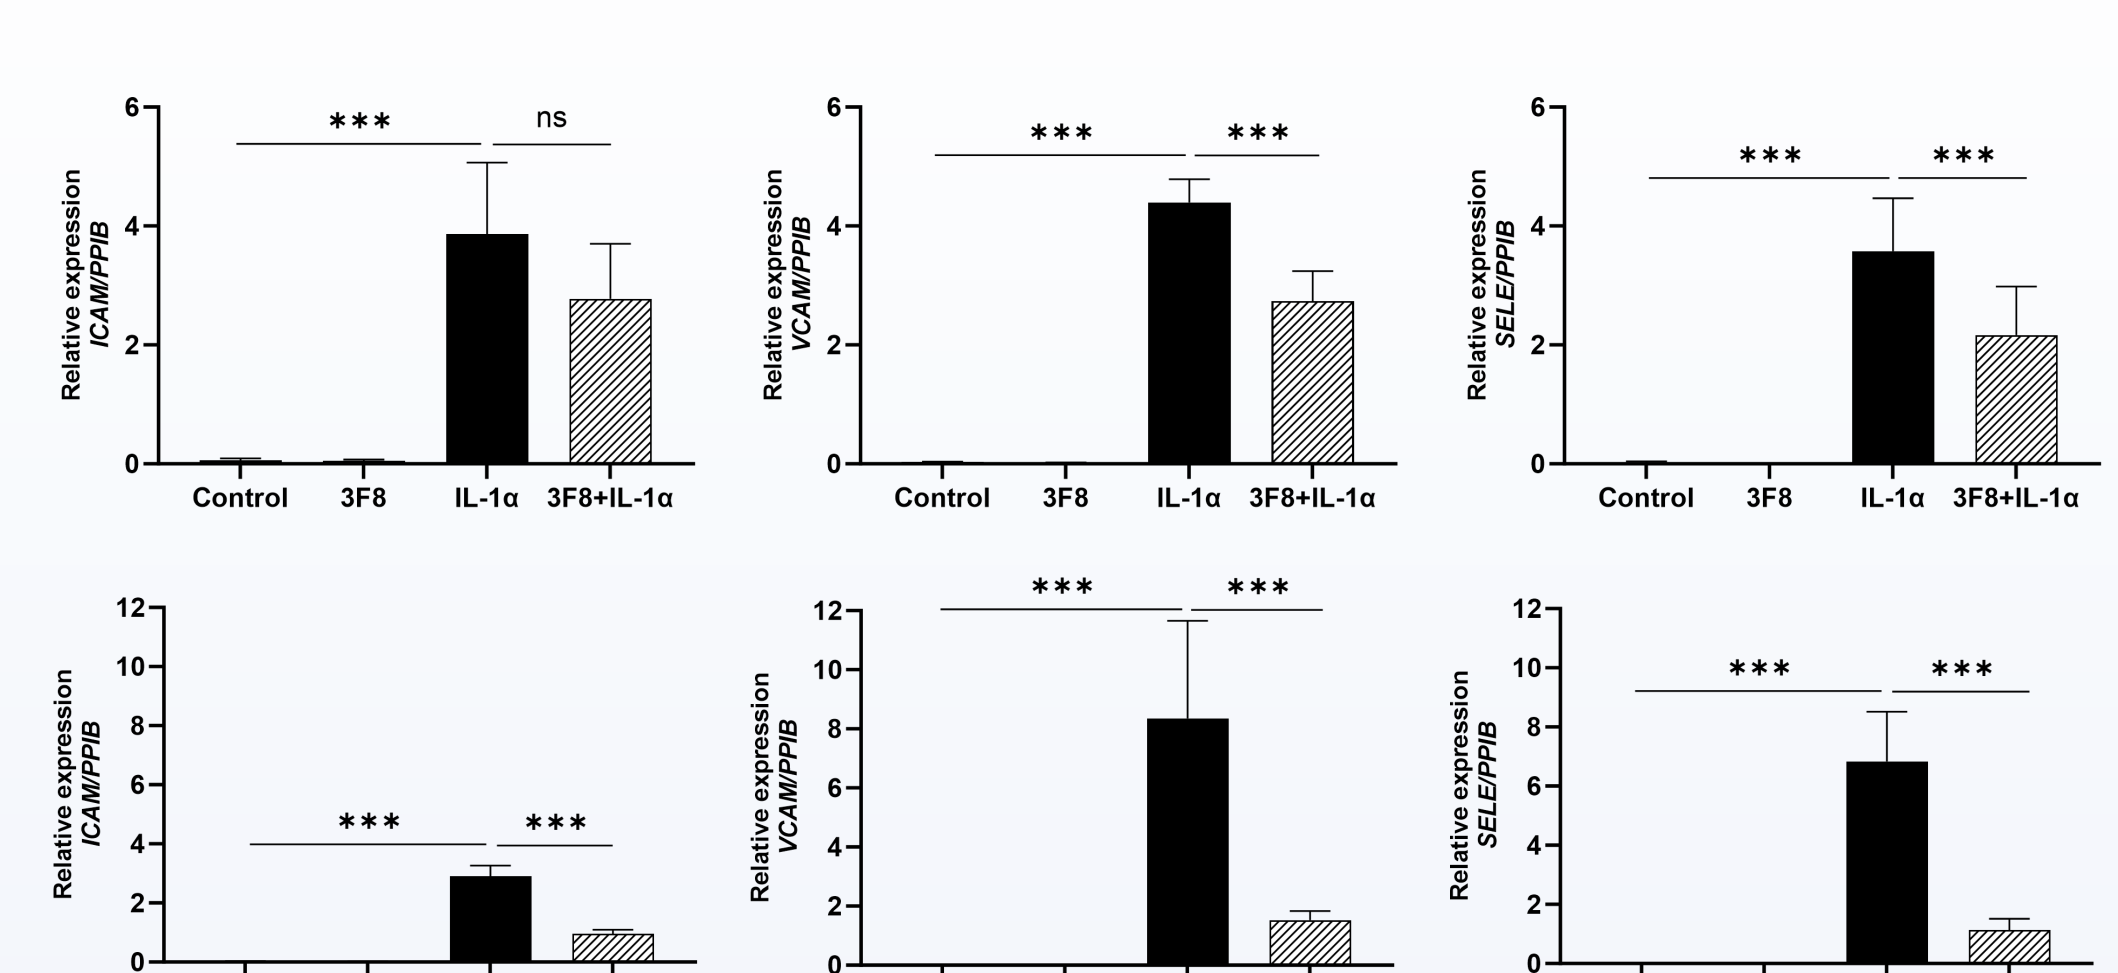 6
4
2
0
Relative expression
ICAM/PPIB
***
ns
Control 3F8 IL-1α 3F8+IL-1α
6
4
2
0
Relative expression
VCAM/PPIB
*** ***
Control 3F8 IL-1α 3F8+IL-1α
6
4
2
0
Relative expression
SELE/PPIB
*** ***
Control 3F8 IL-1α 3F8+IL-1α
12
10
8
6
4
2
0
Relative expression
ICAM/PPIB
*** ***
12
10
8
6
4
2
0
Relative expression
VCAM/PPIB
*** ***
12
10
8
6
4
2
0
Relative expression
SELE/PPIB
*** ***